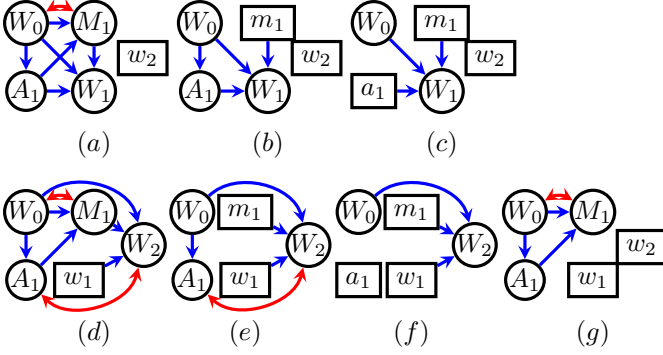 W₀ M₁ w₂ A₁ W₁
(a)
W₀ m₁ w₂ A₁ W₁
(b)
W₀ m₁ w₂ a₁ W₁
(c)
W₀ M₁ W₂ A₁ w₁
(d)
W₀ m₁ W₂ A₁ w₁
(e)
W₀ m₁ W₂ a₁ w₁
(f)
W₀ M₁ w₂ A₁ w₁
(g)